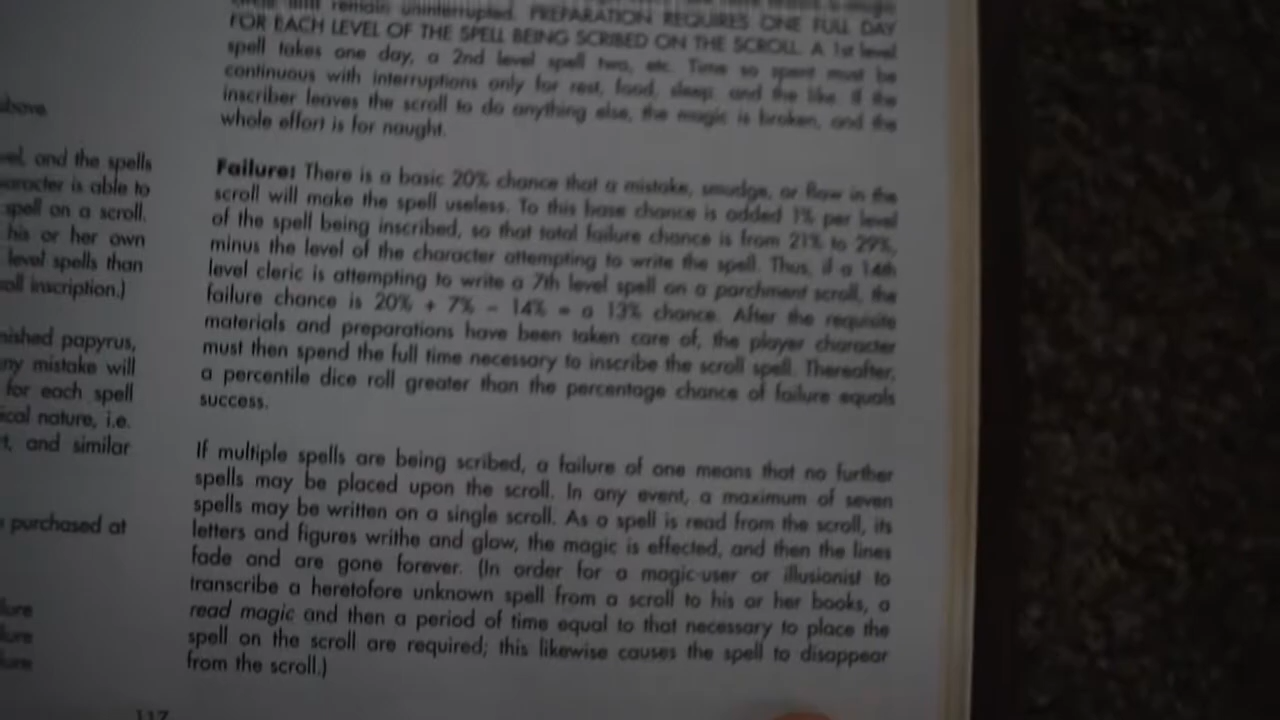 above.
vel, and the spells
aracter is able to
spell on a scroll.
his or her own
level spells than
oll inscription.)
nished papyrus,
ny mistake will
for each spell
ical nature, i.e.
t, and similar
s purchased at
lure
lure
lure
remain uninterrupted. PREPARATION REQUIRES ONE FULL DAY
FOR EACH LEVEL OF THE SPELL BEING SCRIBED ON THE SCROLL. A 1st level
spell takes one day, a 2nd level spell two, etc. Time so spent must be
continuous with interruptions only for rest, food, sleep, and the like. If the
inscriber leaves the scroll to do anything else, the magic is broken, and the
whole effort is for naught.
Failure: There is a basic 20% chance that a mistake, smudge, or flaw in the
scroll will make the spell useless. To this base chance is added 1% per level
of the spell being inscribed, so that total failure chance is from 21% to 29%,
minus the level of the character attempting to write the spell. Thus, if a 14th
level cleric is attempting to write a 7th level spell on a parchment scroll, the
failure chance is 20% + 7% - 14% = a 13% chance. After the requisite
materials and preparations have been taken care of, the player character
must then spend the full time necessary to inscribe the scroll spell. Thereafter,
a percentile dice roll greater than the percentage chance of failure equals
success.
If multiple spells are being scribed, a failure of one means that no further
spells may be placed upon the scroll. In any event, a maximum of seven
spells may be written on a single scroll. As a spell is read from the scroll, its
letters and figures writhe and glow, the magic is effected, and then the lines
fade and are gone forever. (In order for a magic-user or illusionist to
transcribe a heretofore unknown spell from a scroll to his or her books, a
read magic and then a period of time equal to that necessary to place the
spell on the scroll are required; this likewise causes the spell to disappear
from the scroll.)
117